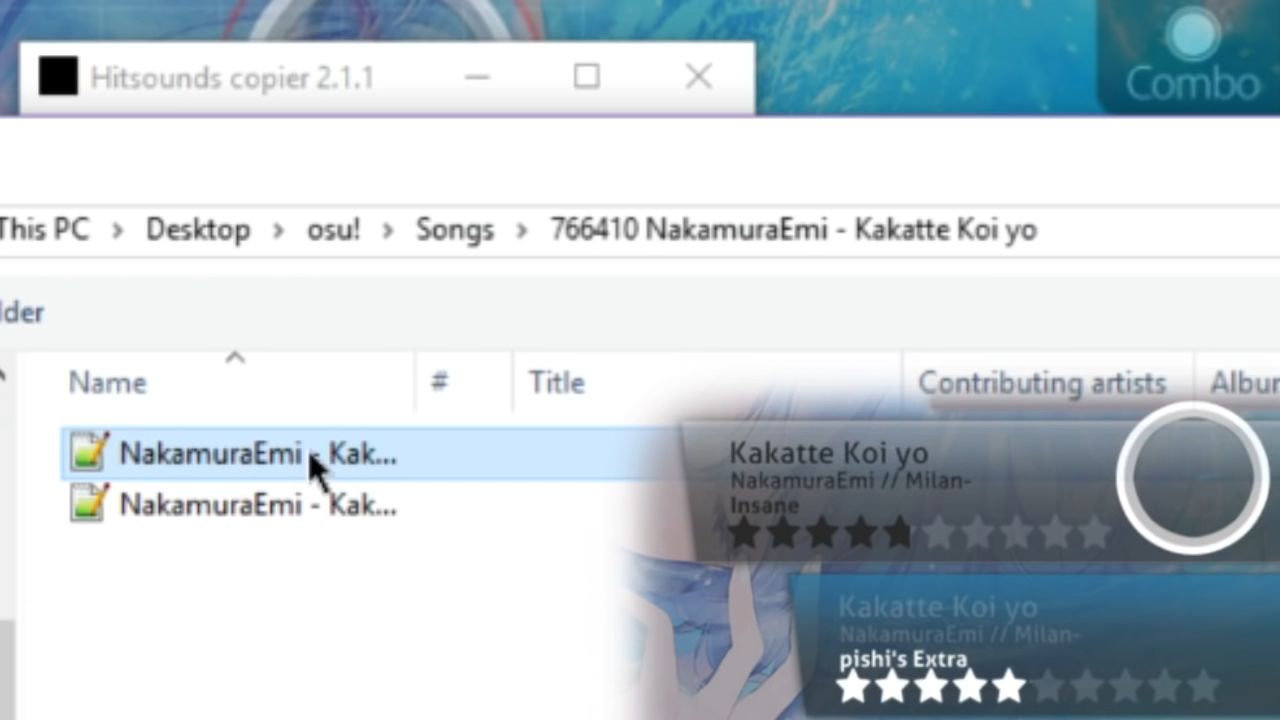 Hitsounds copier 2.1.1
Combo
This PC > Desktop > osu! > Songs > 766410 NakamuraEmi - Kakatte Koi yo
lder
Name # Title Contributing artists Albu
NakamuraEmi - Kak...
NakamuraEmi - Kak...
Kakatte Koi yo
NakamuraEmi // Milan-
Insane
Kakatte Koi yo
NakamuraEmi // Milan-
pishi's Extra